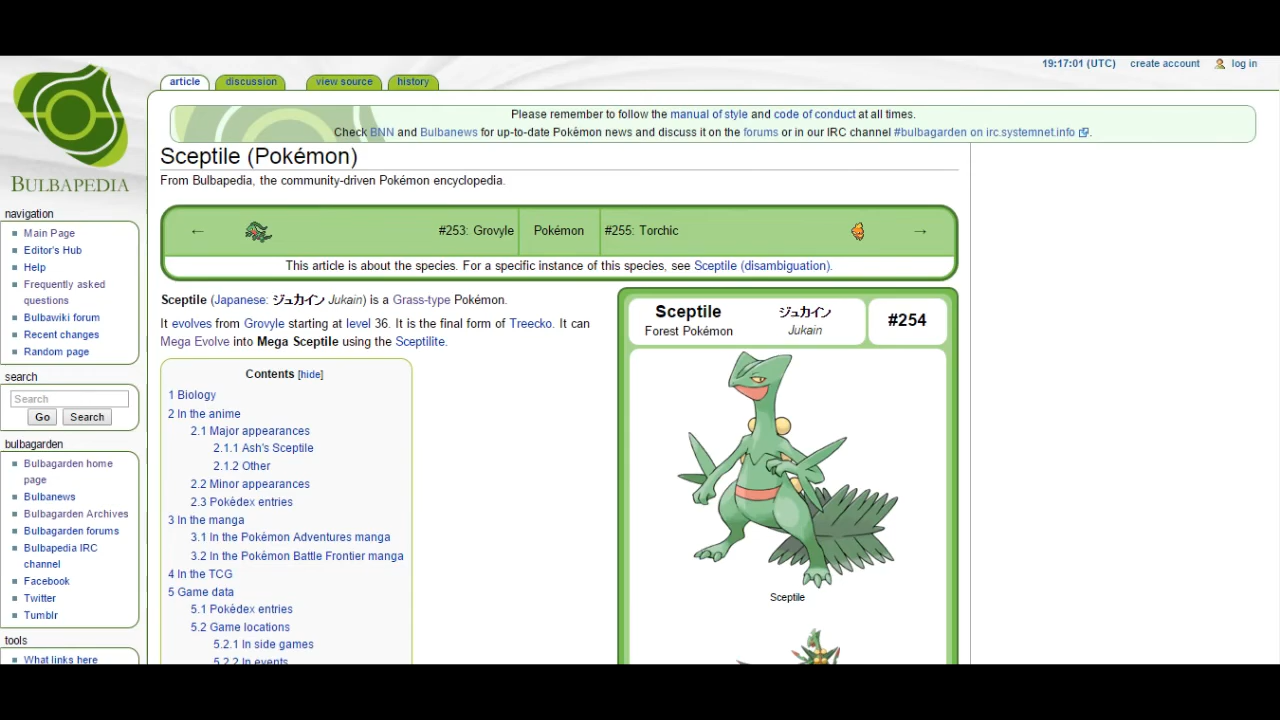 19:17:01 (UTC) create account log in
article discussion view source history
Please remember to follow the manual of style and code of conduct at all times.
Check BNN and Bulbanews for up-to-date Pokémon news and discuss it on the forums or in our IRC channel #bulbagarden on irc.systemnet.info .
BULBAPEDIA
Sceptile (Pokémon)
From Bulbapedia, the community-driven Pokémon encyclopedia.
← #253: Grovyle Pokémon #255: Torchic →
This article is about the species. For a specific instance of this species, see Sceptile (disambiguation).
navigation
Main Page
Editor's Hub
Help
Frequently asked
questions
Bulbawiki forum
Recent changes
Random page
search
Search
Go Search
bulbagarden
Bulbagarden home
page
Bulbanews
Bulbagarden Archives
Bulbagarden forums
Bulbapedia IRC
channel
Facebook
Twitter
Tumblr
tools
What links here
Sceptile (Japanese: ジュカイン Jukain) is a Grass-type Pokémon.
It evolves from Grovyle starting at level 36. It is the final form of Treecko. It can
Mega Evolve into Mega Sceptile using the Sceptilite.
Contents [hide]
1 Biology
2 In the anime
2.1 Major appearances
2.1.1 Ash's Sceptile
2.1.2 Other
2.2 Minor appearances
2.3 Pokédex entries
3 In the manga
3.1 In the Pokémon Adventures manga
3.2 In the Pokémon Battle Frontier manga
4 In the TCG
5 Game data
5.1 Pokédex entries
5.2 Game locations
5.2.1 In side games
5.2.2 In events
Sceptile ジュカイン #254
Forest Pokémon Jukain
Sceptile